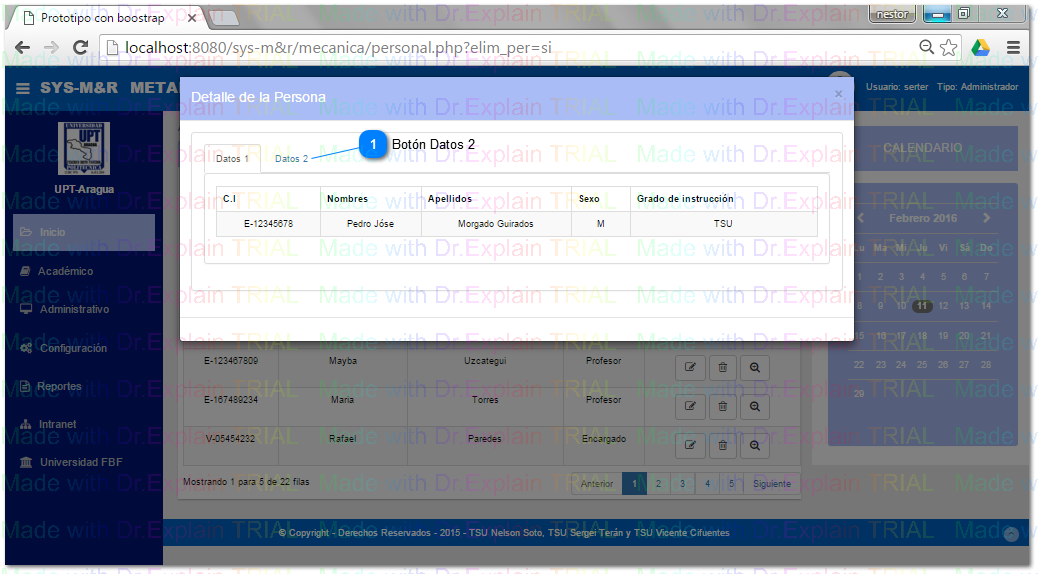 Prototipo con boostrap
nestor
localhost:8080/sys-m&r/mecanica/personal.php?elim_per=si
SYS-M&R META
Usuario: serter Tipo: Administrador
Detalle de la Persona ×
UNIVERSIDAD
UPT
UPT-Aragua
Inicio
Académico
Administrativo
Configuración
Reportes
Intranet
Universidad FBF
Datos 1 Datos 2 1 Botón Datos 2
C.I Nombres Apellidos Sexo Grado de instrucción
E-12345678 Pedro Jóse Morgado Guirados M TSU
CALENDARIO
Febrero 2016
Lu Ma Mi Ju Vi Sá Do
1 2 3 4 5 6 7
8 9 10 11 12 13 14
15 16 17 18 19 20 21
22 23 24 25 26 27 28
29
E-123467809 Mayba Uzcategui Profesor
E-167489234 Maria Torres Profesor
V-05454232 Rafael Paredes Encargado
Mostrando 1 para 5 de 22 filas
Anterior 1 2 3 4 5 Siguiente
© Copyright - Derechos Reservados - 2015 - TSU Nelson Soto, TSU Sergei Terán y TSU Vicente Cifuentes
Made with Dr.Explain TRIAL